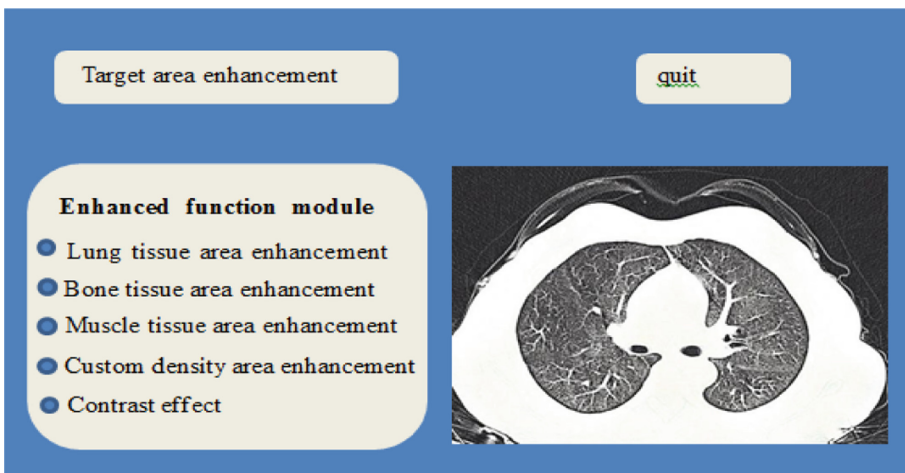 Target area enhancement
quit
Enhanced function module
Lung tissue area enhancement
Bone tissue area enhancement
Muscle tissue area enhancement
Custom density area enhancement
Contrast effect